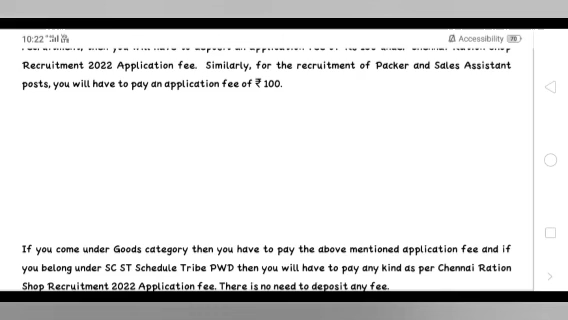 10:22
Accessibility 70
Recruitment 2022 Application fee. Similarly, for the recruitment of Packer and Sales Assistant
posts, you will have to pay an application fee of ₹ 100.
If you come under Goods category then you have to pay the above mentioned application fee and if
you belong under SC ST Schedule Tribe PWD then you will have to pay any kind as per Chennai Ration
Shop Recruitment 2022 Application fee. There is no need to deposit any fee.